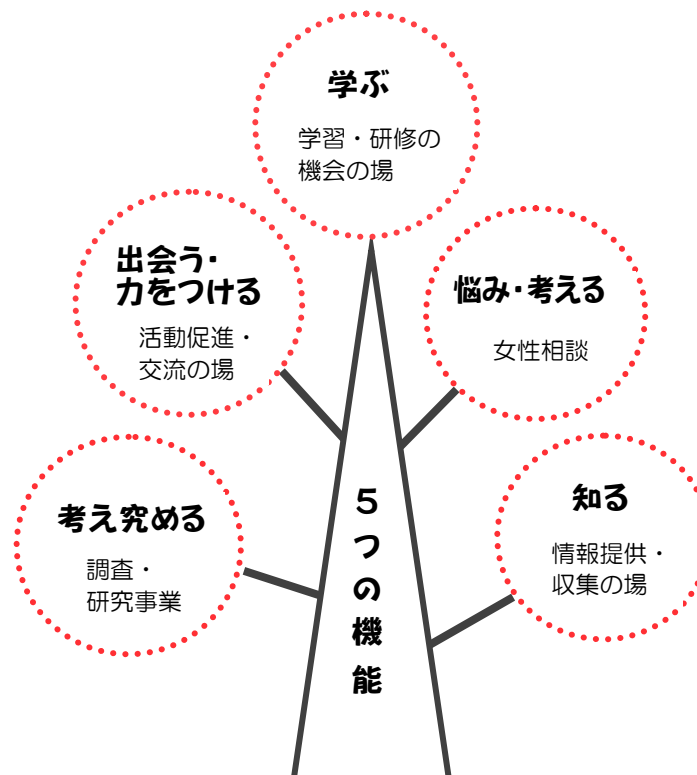 学ぶ
学習・研修の
機会の場
出会う・
力をつける
活動促進・
交流の場
悩み・考える
女性相談
考え究める
調査・
研究事業
知る
情報提供・
収集の場
5つの機能